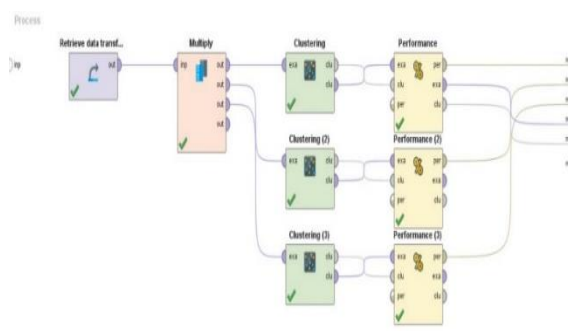 Process
Retrieve data transf...
Multiply
Clustering
Performance
inp
out
inp
out
out
out
out
exa
clu
clu
exa
clu
per
per
exa
clu
Clustering (2)
Performance (2)
exa
clu
clu
exa
clu
per
per
exa
clu
Clustering (3)
Performance (3)
exa
clu
clu
exa
clu
per
per
exa
clu